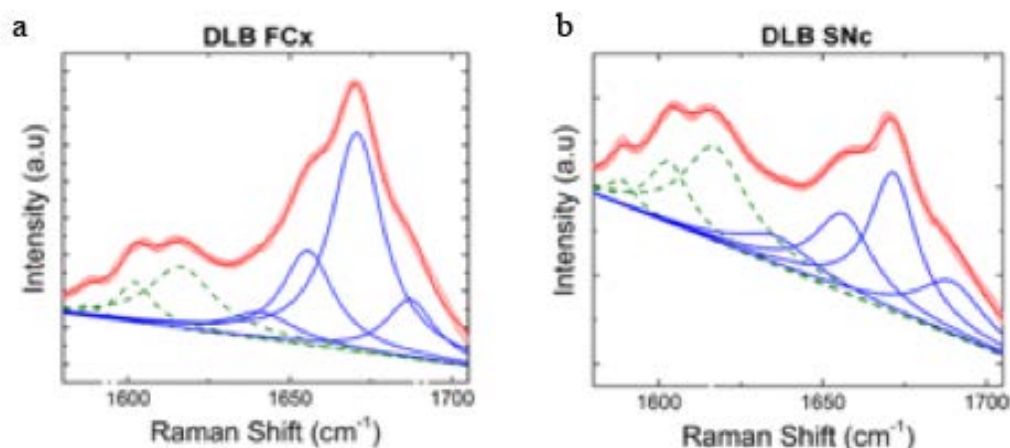 a
DLB FCx
Intensity (a.u)
1600
1650
1700
Raman Shift (cm⁻¹)
b
DLB SNc
Intensity (a.u)
1600
1650
1700
Raman Shift (cm⁻¹)